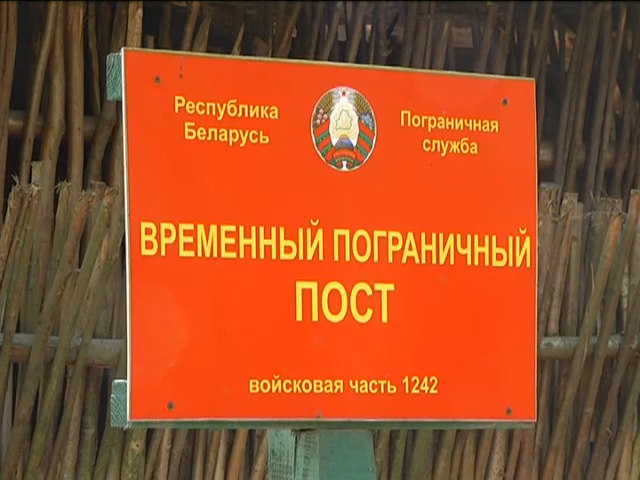 Республика
Беларусь
Пограничная
служба
ВРЕМЕННЫЙ ПОГРАНИЧНЫЙ
ПОСТ
войсковая часть 1242